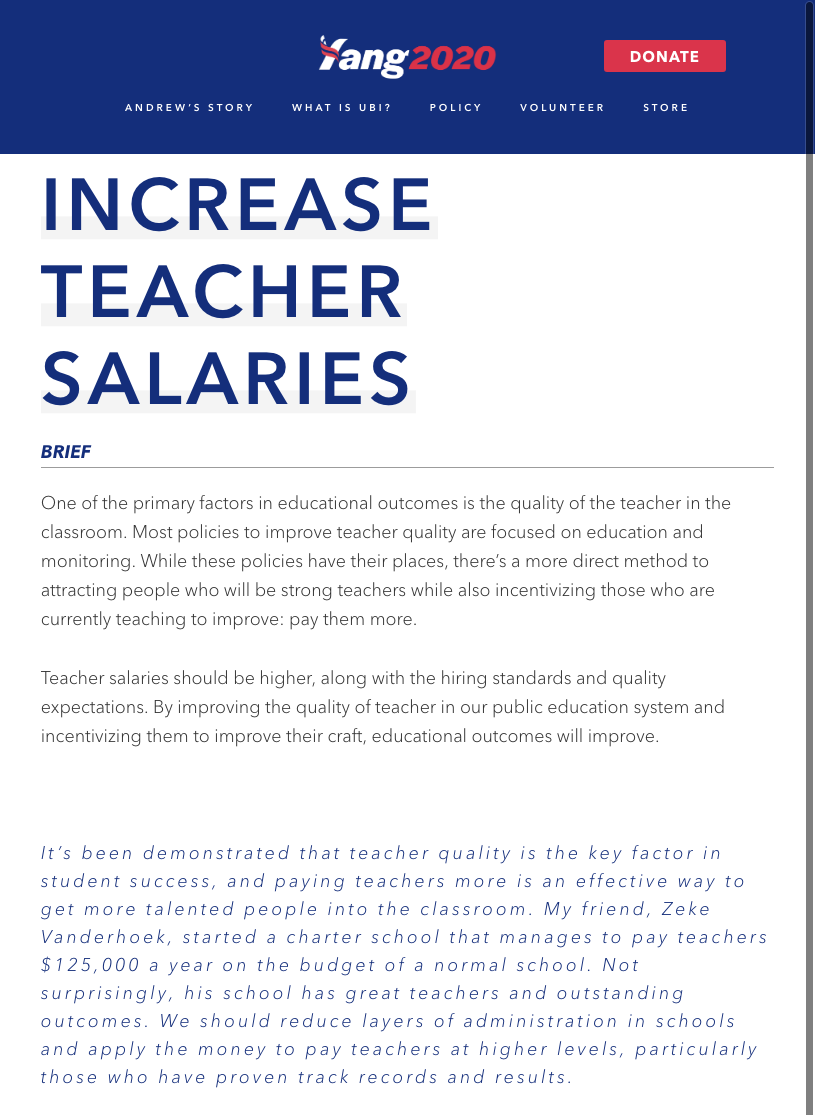 Yang2020
DONATE
ANDREW'S STORY WHAT IS UBI? POLICY VOLUNTEER STORE
INCREASE
TEACHER
SALARIES
BRIEF
One of the primary factors in educational outcomes is the quality of the teacher in the
classroom. Most policies to improve teacher quality are focused on education and
monitoring. While these policies have their places, there's a more direct method to
attracting people who will be strong teachers while also incentivizing those who are
currently teaching to improve: pay them more.
Teacher salaries should be higher, along with the hiring standards and quality
expectations. By improving the quality of teacher in our public education system and
incentivizing them to improve their craft, educational outcomes will improve.
It's been demonstrated that teacher quality is the key factor in
student success, and paying teachers more is an effective way to
get more talented people into the classroom. My friend, Zeke
Vanderhoek, started a charter school that manages to pay teachers
$125,000 a year on the budget of a normal school. Not
surprisingly, his school has great teachers and outstanding
outcomes. We should reduce layers of administration in schools
and apply the money to pay teachers at higher levels, particularly
those who have proven track records and results.